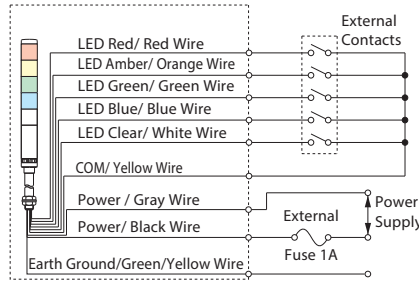 External
Contacts
LED Red/ Red Wire
LED Amber/ Orange Wire
LED Green/ Green Wire
LED Blue/ Blue Wire
LED Clear/ White Wire
COM/ Yellow Wire
Power / Gray Wire
Power/ Black Wire
External
Fuse 1A
Power
Supply
Earth Ground/Green/Yellow Wire